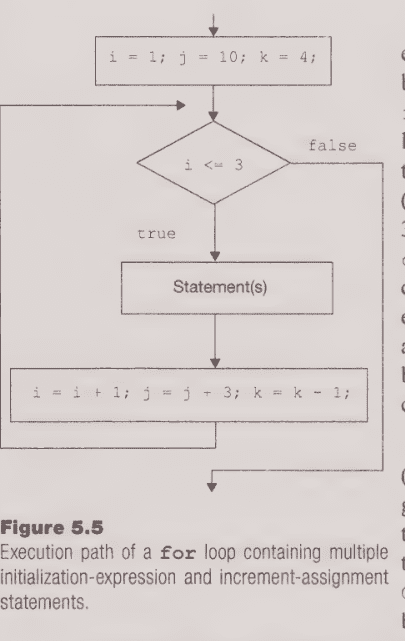 i = 1; j = 10; k = 4;
i <= 3
false
true
Statement(s)
i = i + 1; j = j + 3; k = k - 1;
Figure 5.5
Execution path of a for loop containing multiple
initialization-expression and increment-assignment
statements.